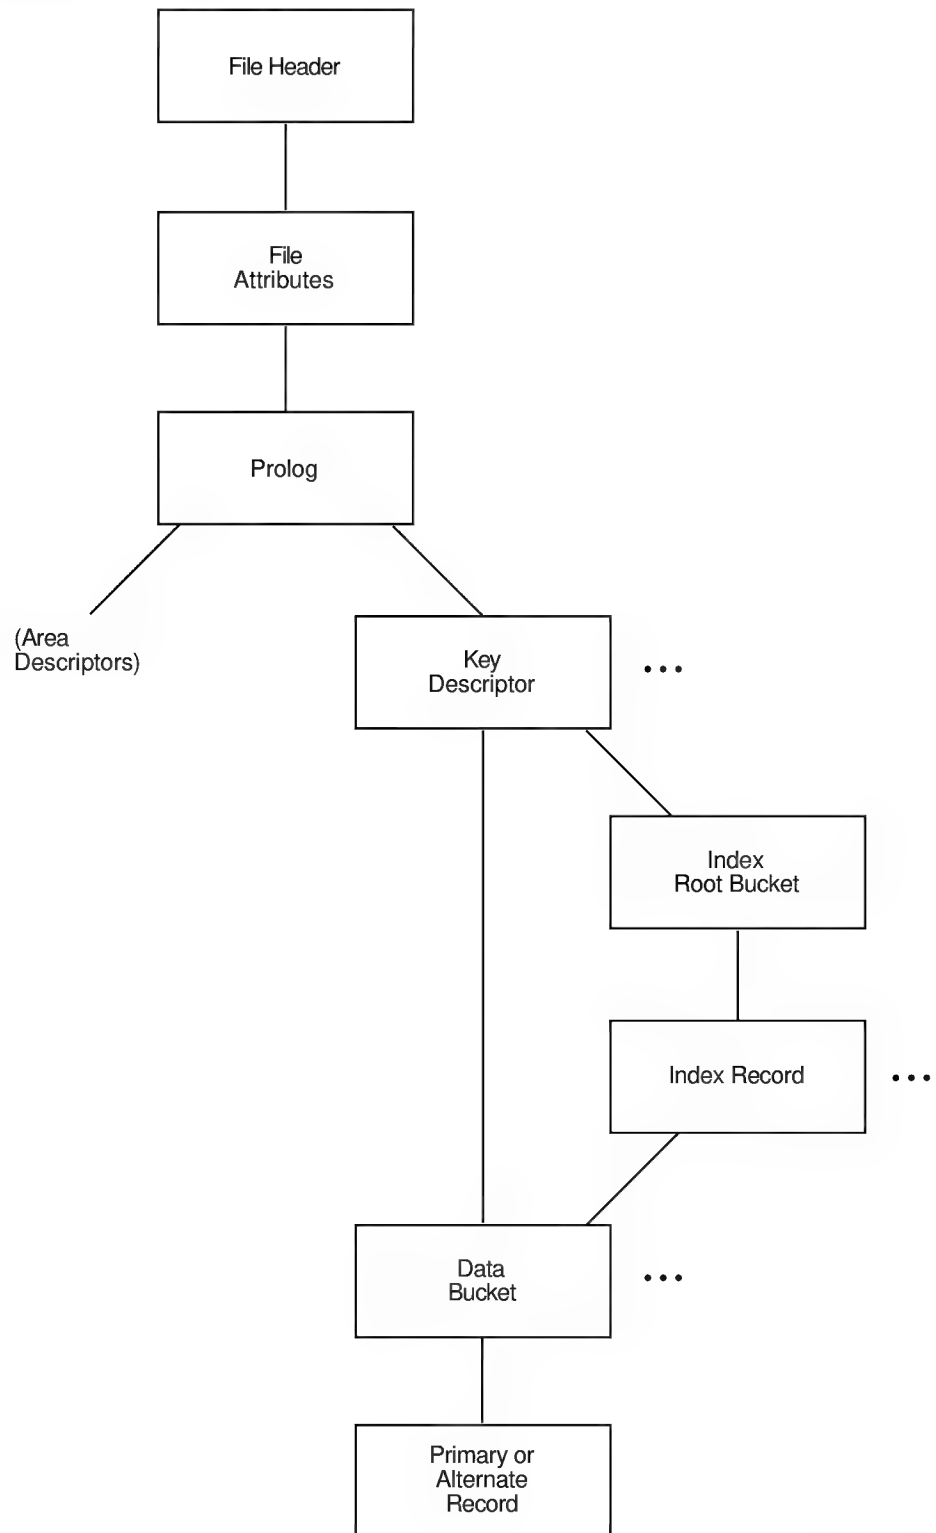 File Header
File
Attributes
Prolog
(Area
Descriptors)
Key
Descriptor
...
Index
Root Bucket
Index Record
...
Data
Bucket
...
Primary or
Alternate
Record